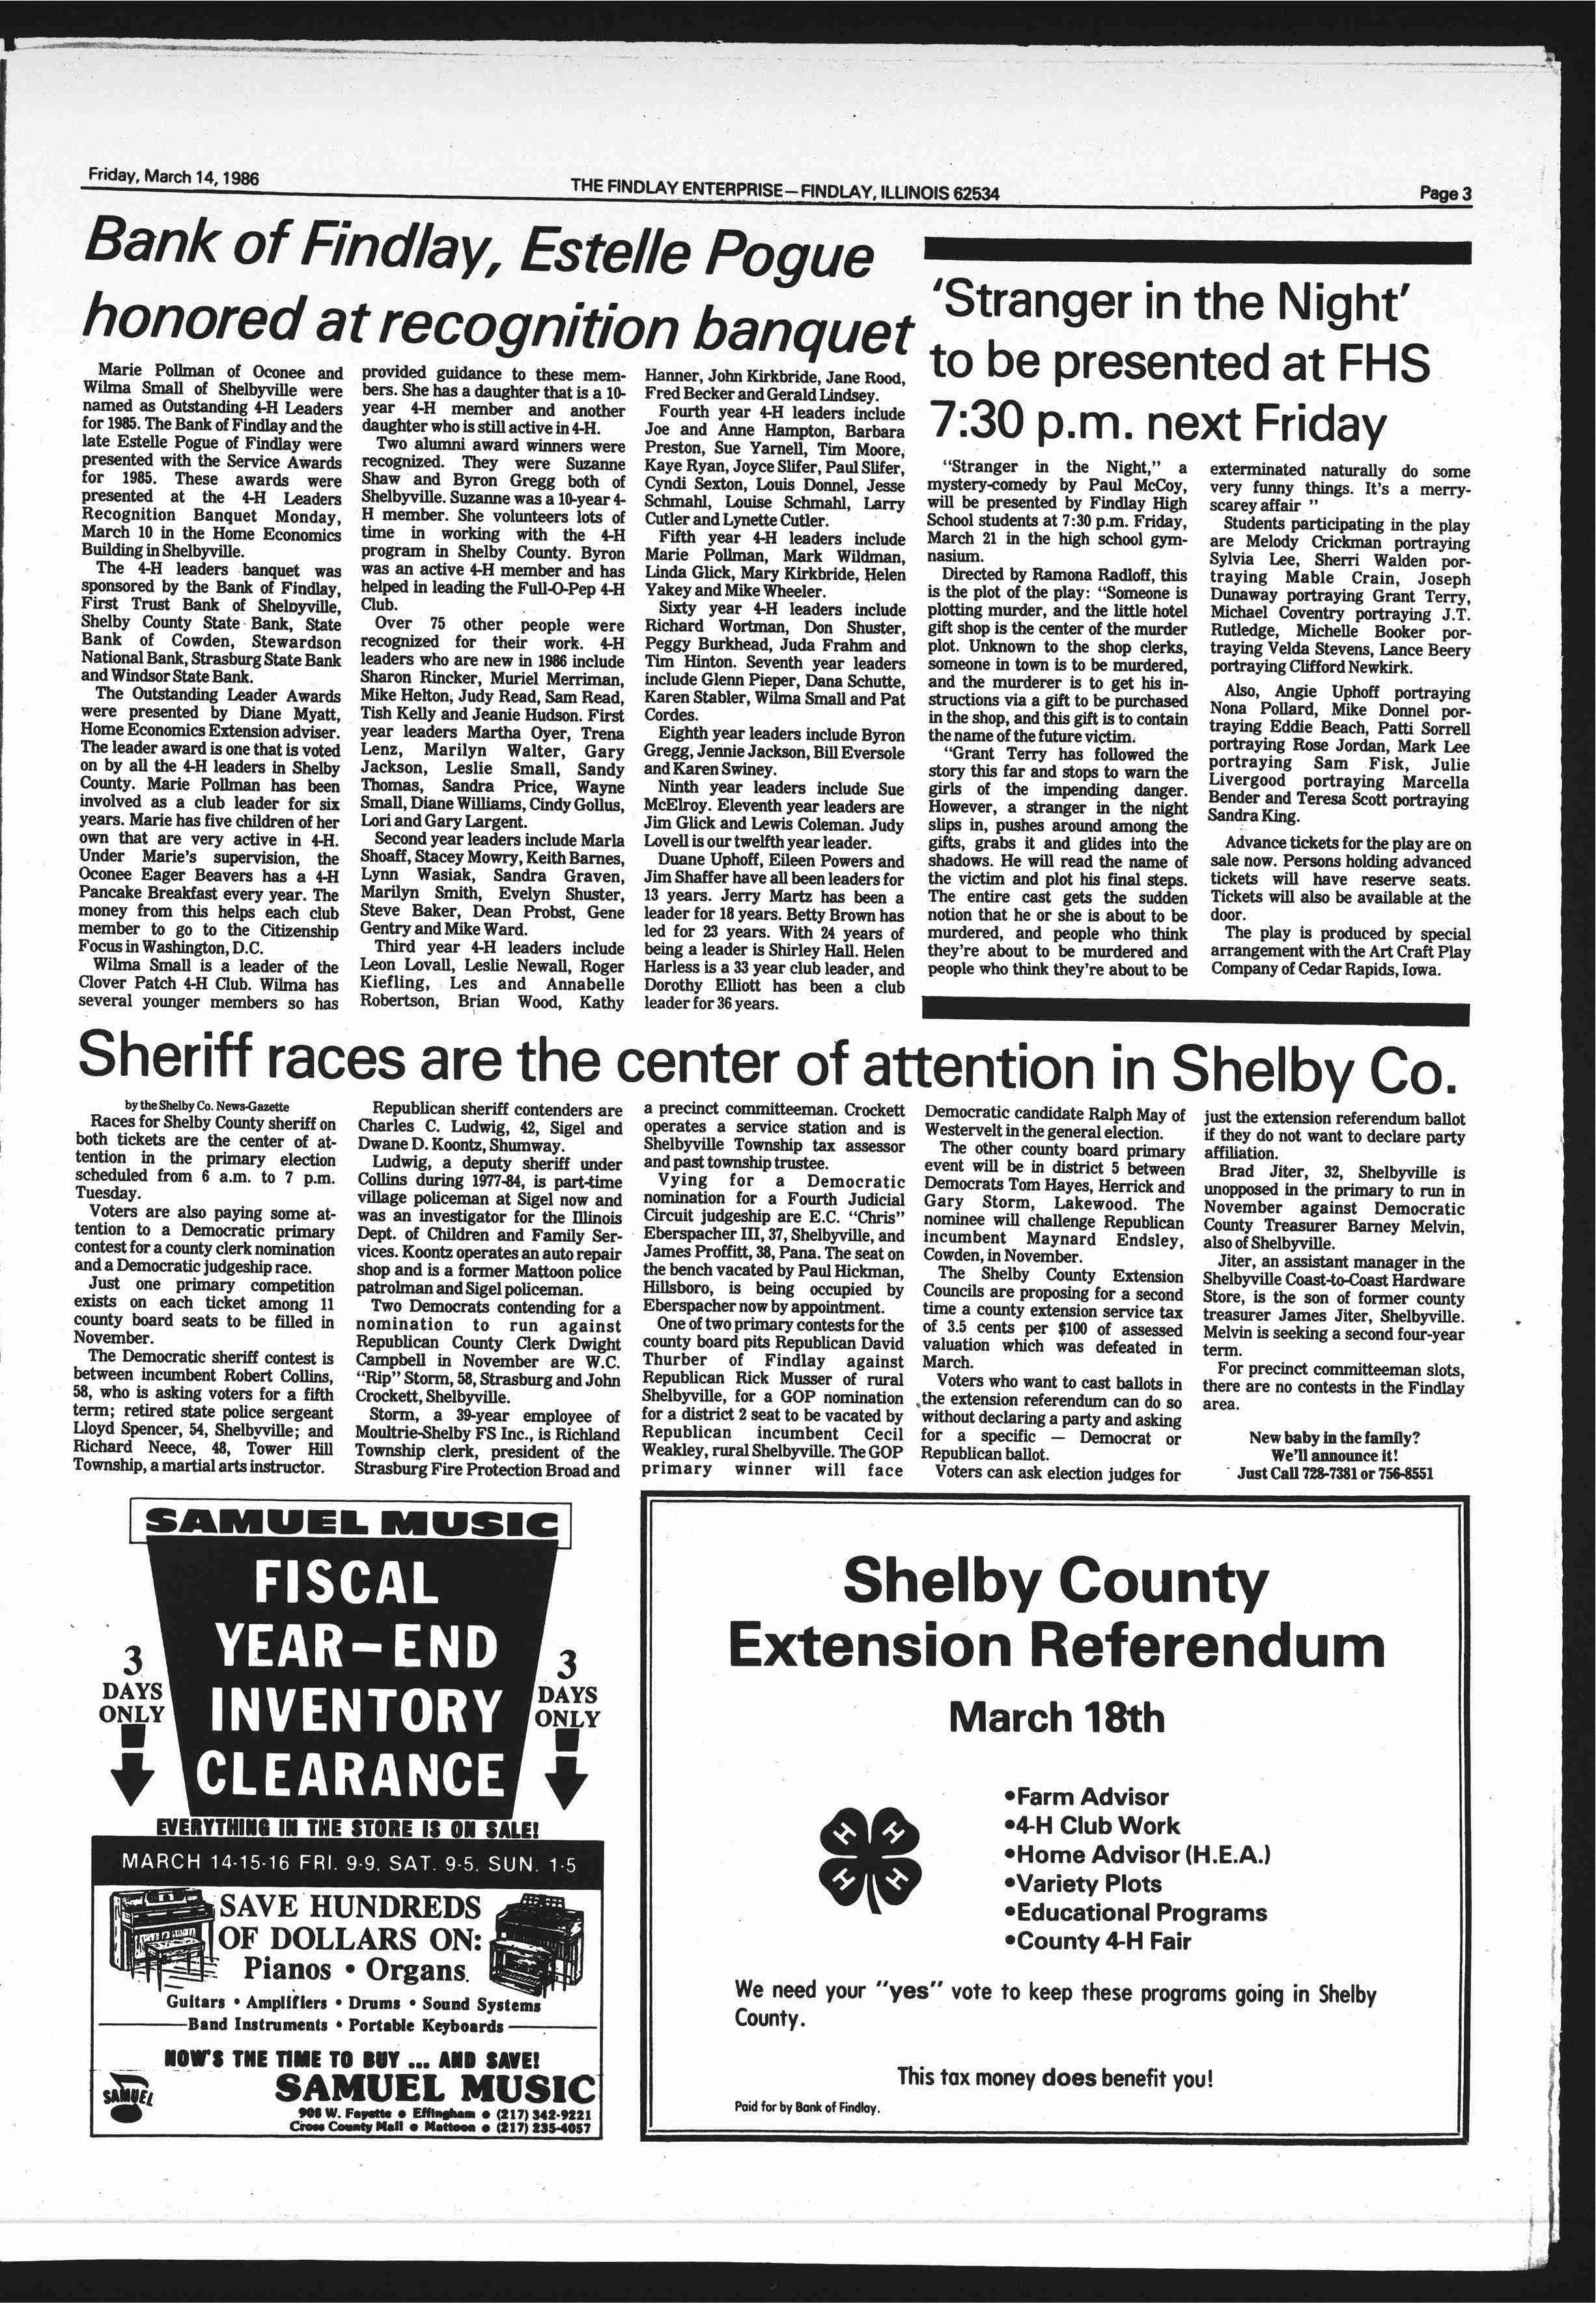 Friday, March 14, 1986
THE FINDLAY ENTERPRISE—FINDLAY, ILLINOIS 62534
Page 3
Bank of Findlay, Estelle Pogue
honored at recognition banquet
Marie Pollman of Oconee and
Wilma Small of Shelbyville were
named as Outstanding 4-H Leaders
for 1985. The Bank of Findlay and the
late Estelle Pogue of Findlay were
presented with the Service Awards
for 1985. These awards were
presented at the 4-H Leaders
Recognition Banquet Monday,
March 10 in the Home Economics
Building in Shelbyville.
The 4-H leaders banquet was
sponsored by the Bank of Findlay,
First Trust Bank of Shelbyville,
Shelby County State Bank, State
Bank of Cowden, Stewardson
National Bank, Strasburg State Bank
and Windsor State Bank.
The Outstanding Leader Awards
were presented by Diane Myatt,
Home Economics Extension adviser.
The leader award is one that is voted
on by all the 4-H leaders in Shelby
County. Marie Pollman has been
involved as a club leader for six
years. Marie has five children of her
own that are very active in 4-H.
Under Marie's supervision, the
Oconee Eager Beavers has a 4-H
Pancake Breakfast every year. The
money from this helps each club
member to go to the Citizenship
Focus in Washington, D.C.
Wilma Small is a leader of the
Clover Patch 4-H Club. Wilma has
several younger members so has
provided guidance to these mem-
bers. She has a daughter that is a 10-
year 4-H member and another
daughter who is still active in 4-H.
Two alumni award winners were
recognized. They were Suzanne
Shaw and Byron Gregg both of
Shelbyville. Suzanne was a 10-year 4-
H member. She volunteers lots of
time in working with the 4-H
program in Shelby County. Byron
was an active 4-H member and has
helped in leading the Full-O-Pep 4-H
Club.
Over 75 other people were
recognized for their work. 4-H
leaders who are new in 1986 include
Sharon Rincker, Muriel Merriman,
Mike Helton, Judy Read, Sam Read,
Tish Kelly and Jeanie Hudson. First
year leaders Martha Oyer, Trena
Lenz, Marilyn Walter, Gary
Jackson, Leslie Small, Sandy
Thomas, Sandra Price, Wayne
Small, Diane Williams, Cindy Gollus,
Lori and Gary Largent.
Second year leaders include Marla
Shoaff, Stacey Mowry, Keith Barnes,
Lynn Wasiak, Sandra Graven,
Marilyn Smith, Evelyn Shuster,
Steve Baker, Dean Probst, Gene
Gentry and Mike Ward.
Third year 4-H leaders include
Leon Lovall, Leslie Newall, Roger
Kiefling, Les and Annabelle
Robertson, Brian Wood, Kathy
Hanner, John Kirkbride, Jane Rood,
Fred Becker and Gerald Lindsey.
Fourth year 4-H leaders include
Joe and Anne Hampton, Barbara
Preston, Sue Yarnell, Tim Moore,
Kaye Ryan, Joyce Slifer, Paul Slifer,
Cyndi Sexton, Louis Donnel, Jesse
Schmahl, Louise Schmahl, Larry
Cutler and Lynette Cutler.
Fifth year 4-H leaders include
Marie Pollman, Mark Wildman,
Linda Glick, Mary Kirkbride, Helen
Yakey and Mike Wheeler.
Sixty year 4-H leaders include
Richard Wortman, Don Shuster,
Peggy Burkhead, Juda Frahm and
Tim Hinton. Seventh year leaders
include Glenn Pieper, Dana Schutte,
Karen Stabler, Wilma Small and Pat
Cordes.
Eighth year leaders include Byron
Gregg, Jennie Jackson, Bill Eversole
and Karen Swiney.
Ninth year leaders include Sue
McElroy. Eleventh year leaders are
Jim Glick and Lewis Coleman. Judy
Lovell is our twelfth year leader.
Duane Uphoff, Eileen Powers and
Jim Shaffer have all been leaders for
13 years. Jerry Martz has been a
leader for 18 years. Betty Brown has
led for 23 years. With 24 years of
being a leader is Shirley Hall. Helen
Harless is a 33 year club leader, and
Dorothy Elliott has been a club
leader for 36 years.
'Stranger in the Night'
to be presented at FHS
7:30 p.m. next Friday
"Stranger in the Night," a
mystery-comedy by Paul McCoy,
will be presented by Findlay High
School students at 7:30 p.m. Friday,
March 21 in the high school gym-
nasium.
Directed by Ramona Radloff, this
is the plot of the play: "Someone is
plotting murder, and the little hotel
gift shop is the center of the murder
plot. Unknown to the shop clerks,
someone in town is to be murdered,
and the murderer is to get his in-
structions via a gift to be purchased
in the shop, and this gift is to contain
the name of the future victim.
"Grant Terry has followed the
story this far and stops to warn the
girls of the impending danger.
However, a stranger in the night
slips in, pushes around among the
gifts, grabs it and glides into the
shadows. He will read the name of
the victim and plot his final steps.
The entire cast gets the sudden
notion that he or she is about to be
murdered, and people who think
they're about to be murdered and
people who think they're about to be
exterminated naturally do some
very funny things. It's a merry-
scarey affair "
Students participating in the play
are Melody Crickman portraying
Sylvia Lee, Sherri Walden por-
traying Mable Crain, Joseph
Dunaway portraying Grant Terry,
Michael Coventry portraying J.T.
Rutledge, Michelle Booker por-
traying Velda Stevens, Lance Beery
portraying Clifford Newkirk.
Also, Angie Uphoff portraying
Nona Pollard, Mike Donnel por-
traying Eddie Beach, Patti Sorrell
portraying Rose Jordan, Mark Lee
portraying Sam Fisk, Julie
Livergood portraying Marcella
Bender and Teresa Scott portraying
Sandra King.
Advance tickets for the play are on
sale now. Persons holding advanced
tickets will have reserve seats.
Tickets will also be available at the
door.
The play is produced by special
arrangement with the Art Craft Play
Company of Cedar Rapids, Iowa.
Sheriff races are the center of attention in Shelby Co.
by the Shelby Co. News-Gazette
Races for Shelby County sheriff on
both tickets are the center of at-
tention in the primary election
scheduled from 6 a.m. to 7 p.m.
Tuesday.
Voters are also paying some at-
tention to a Democratic primary
contest for a county clerk nomination
and a Democratic judgeship race.
Just one primary competition
exists on each ticket among 11
county board seats to be filled in
November.
The Democratic sheriff contest is
between incumbent Robert Collins,
58, who is asking voters for a fifth
term; retired state police sergeant
Lloyd Spencer, 54, Shelbyville; and
Richard Neece, 48, Tower Hill
Township, a martial arts instructor.
Republican sheriff contenders are
Charles C. Ludwig, 42, Sigel and
Dwane D. Koontz, Shumway.
Ludwig, a deputy sheriff under
Collins during 1977-84, is part-time
village policeman at Sigel now and
was an investigator for the Illinois
Dept. of Children and Family Ser-
vices. Koontz operates an auto repair
shop and is a former Mattoon police
patrolman and Sigel policeman.
Two Democrats contending for a
nomination to run against
Republican County Clerk Dwight
Campbell in November are W.C.
"Rip" Storm, 58, Strasburg and John
Crockett, Shelbyville.
Storm, a 39-year employee of
Moultrie-Shelby FS Inc., is Richland
Township clerk, president of the
Strasburg Fire Protection Broad and
a precinct committeeman. Crockett
operates a service station and is
Shelbyville Township tax assessor
and past township trustee.
Vying for a Democratic
nomination for a Fourth Judicial
Circuit judgeship are E.C. "Chris"
Eberspacher III, 37, Shelbyville, and
James Proffitt, 38, Pana. The seat on
the bench vacated by Paul Hickman,
Hillsboro, is being occupied by
Eberspacher now by appointment.
One of two primary contests for the
county board pits Republican David
Thurber of Findlay against
Republican Rick Musser of rural
Shelbyville, for a GOP nomination
for a district 2 seat to be vacated by
Republican incumbent Cecil
Weakley, rural Shelbyville. The GOP
primary winner will face
Democratic candidate Ralph May of
Westervelt in the general election.
The other county board primary
event will be in district 5 between
Democrats Tom Hayes, Herrick and
Gary Storm, Lakewood. The
nominee will challenge Republican
incumbent Maynard Endsley,
Cowden, in November.
The Shelby County Extension
Councils are proposing for a second
time a county extension service tax
of 3.5 cents per $100 of assessed
valuation which was defeated in
March.
Voters who want to cast ballots in
the extension referendum can do so
without declaring a party and asking
for a specific — Democrat or
Republican ballot.
Voters can ask election judges for
just the extension referendum ballot
if they do not want to declare party
affiliation.
Brad Jiter, 32, Shelbyville is
unopposed in the primary to run in
November against Democratic
County Treasurer Barney Melvin,
also of Shelbyville.
Jiter, an assistant manager in the
Shelbyville Coast-to-Coast Hardware
Store, is the son of former county
treasurer James Jiter, Shelbyville.
Melvin is seeking a second four-year
term.
For precinct committeeman slots,
there are no contests in the Findlay
area.
New baby in the family?
We'll announce it!
Just Call 728-7381 or 756-8551
SAMUEL MUSIC
FISCAL
YEAR-END
INVENTORY
CLEARANCE
3
DAYS
ONLY
3
DAYS
ONLY
EVERYTHING IN THE STORE IS ON SALE!
MARCH 14-15-16 FRI. 9-9, SAT. 9-5, SUN. 1-5
SAVE HUNDREDS
OF DOLLARS ON:
Pianos • Organs
Guitars • Amplifiers • Drums • Sound Systems
Band Instruments • Portable Keyboards
NOW'S THE TIME TO BUY ... AND SAVE!
SAMUEL
SAMUEL MUSIC
908 W. Fayette • Effingham • (217) 342-9221
Cross County Mall • Mattoon • (217) 235-4057
Shelby County
Extension Referendum
March 18th
H H
H H
•Farm Advisor
•4-H Club Work
•Home Advisor (H.E.A.)
•Variety Plots
•Educational Programs
•County 4-H Fair
We need your "yes" vote to keep these programs going in Shelby
County.
This tax money does benefit you!
Paid for by Bank of Findlay.